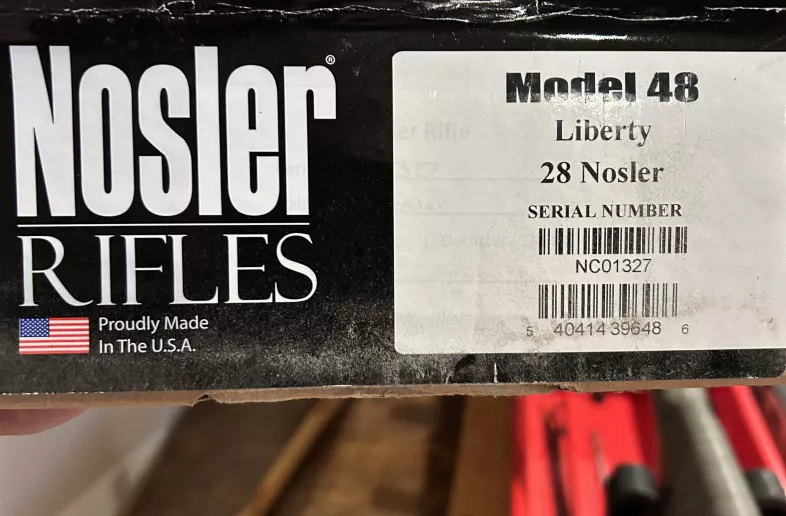 Nosler®
RIFLES
Proudly Made
In The U.S.A.
Model 48
Liberty
28 Nosler
SERIAL NUMBER
NC01327
5 40414 39648 6